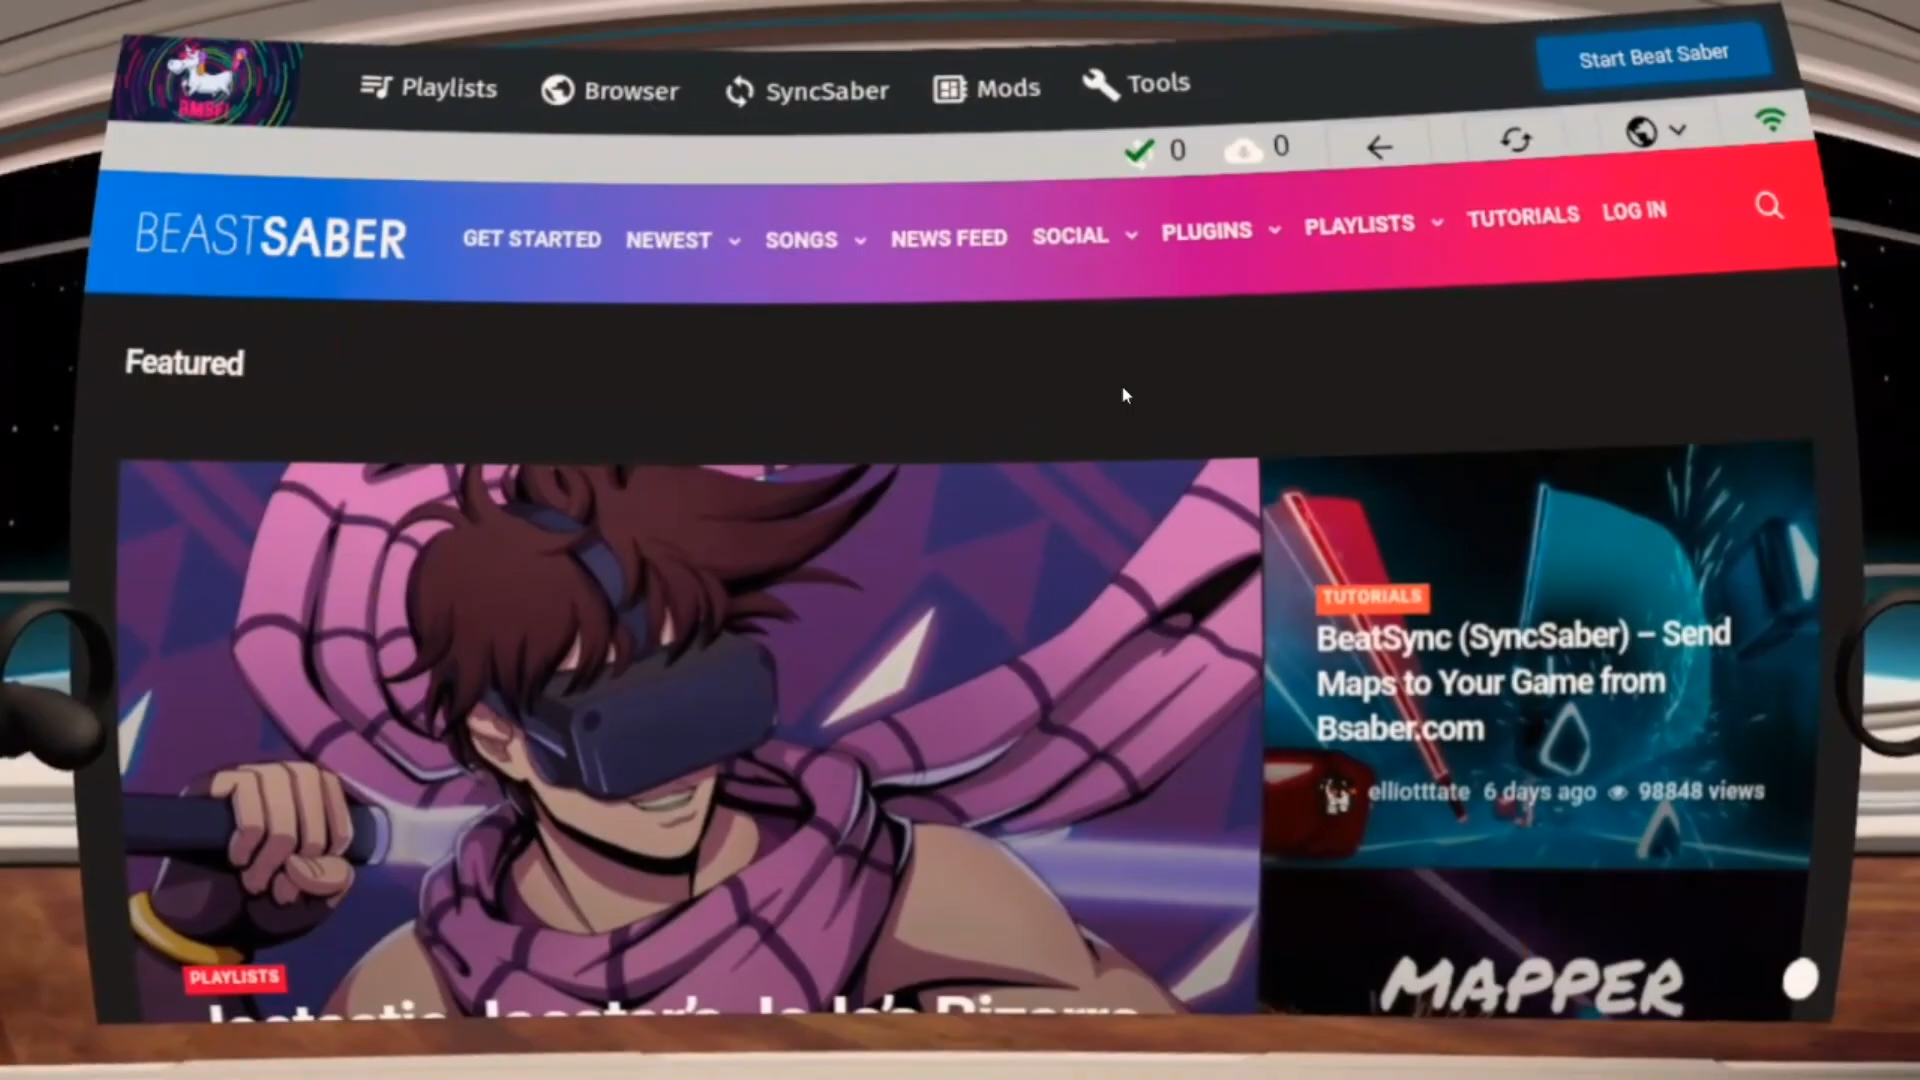 BMBF
Playlists
Browser
SyncSaber
Mods
Tools
Start Beat Saber
0
0
BEASTSABER
GET STARTED
NEWEST
SONGS
NEWS FEED
SOCIAL
PLUGINS
PLAYLISTS
TUTORIALS
LOG IN
Featured
TUTORIALS
BeatSync (SyncSaber) – Send
Maps to Your Game from
Bsaber.com
elliotttate 6 days ago 98848 views
PLAYLISTS
MAPPER